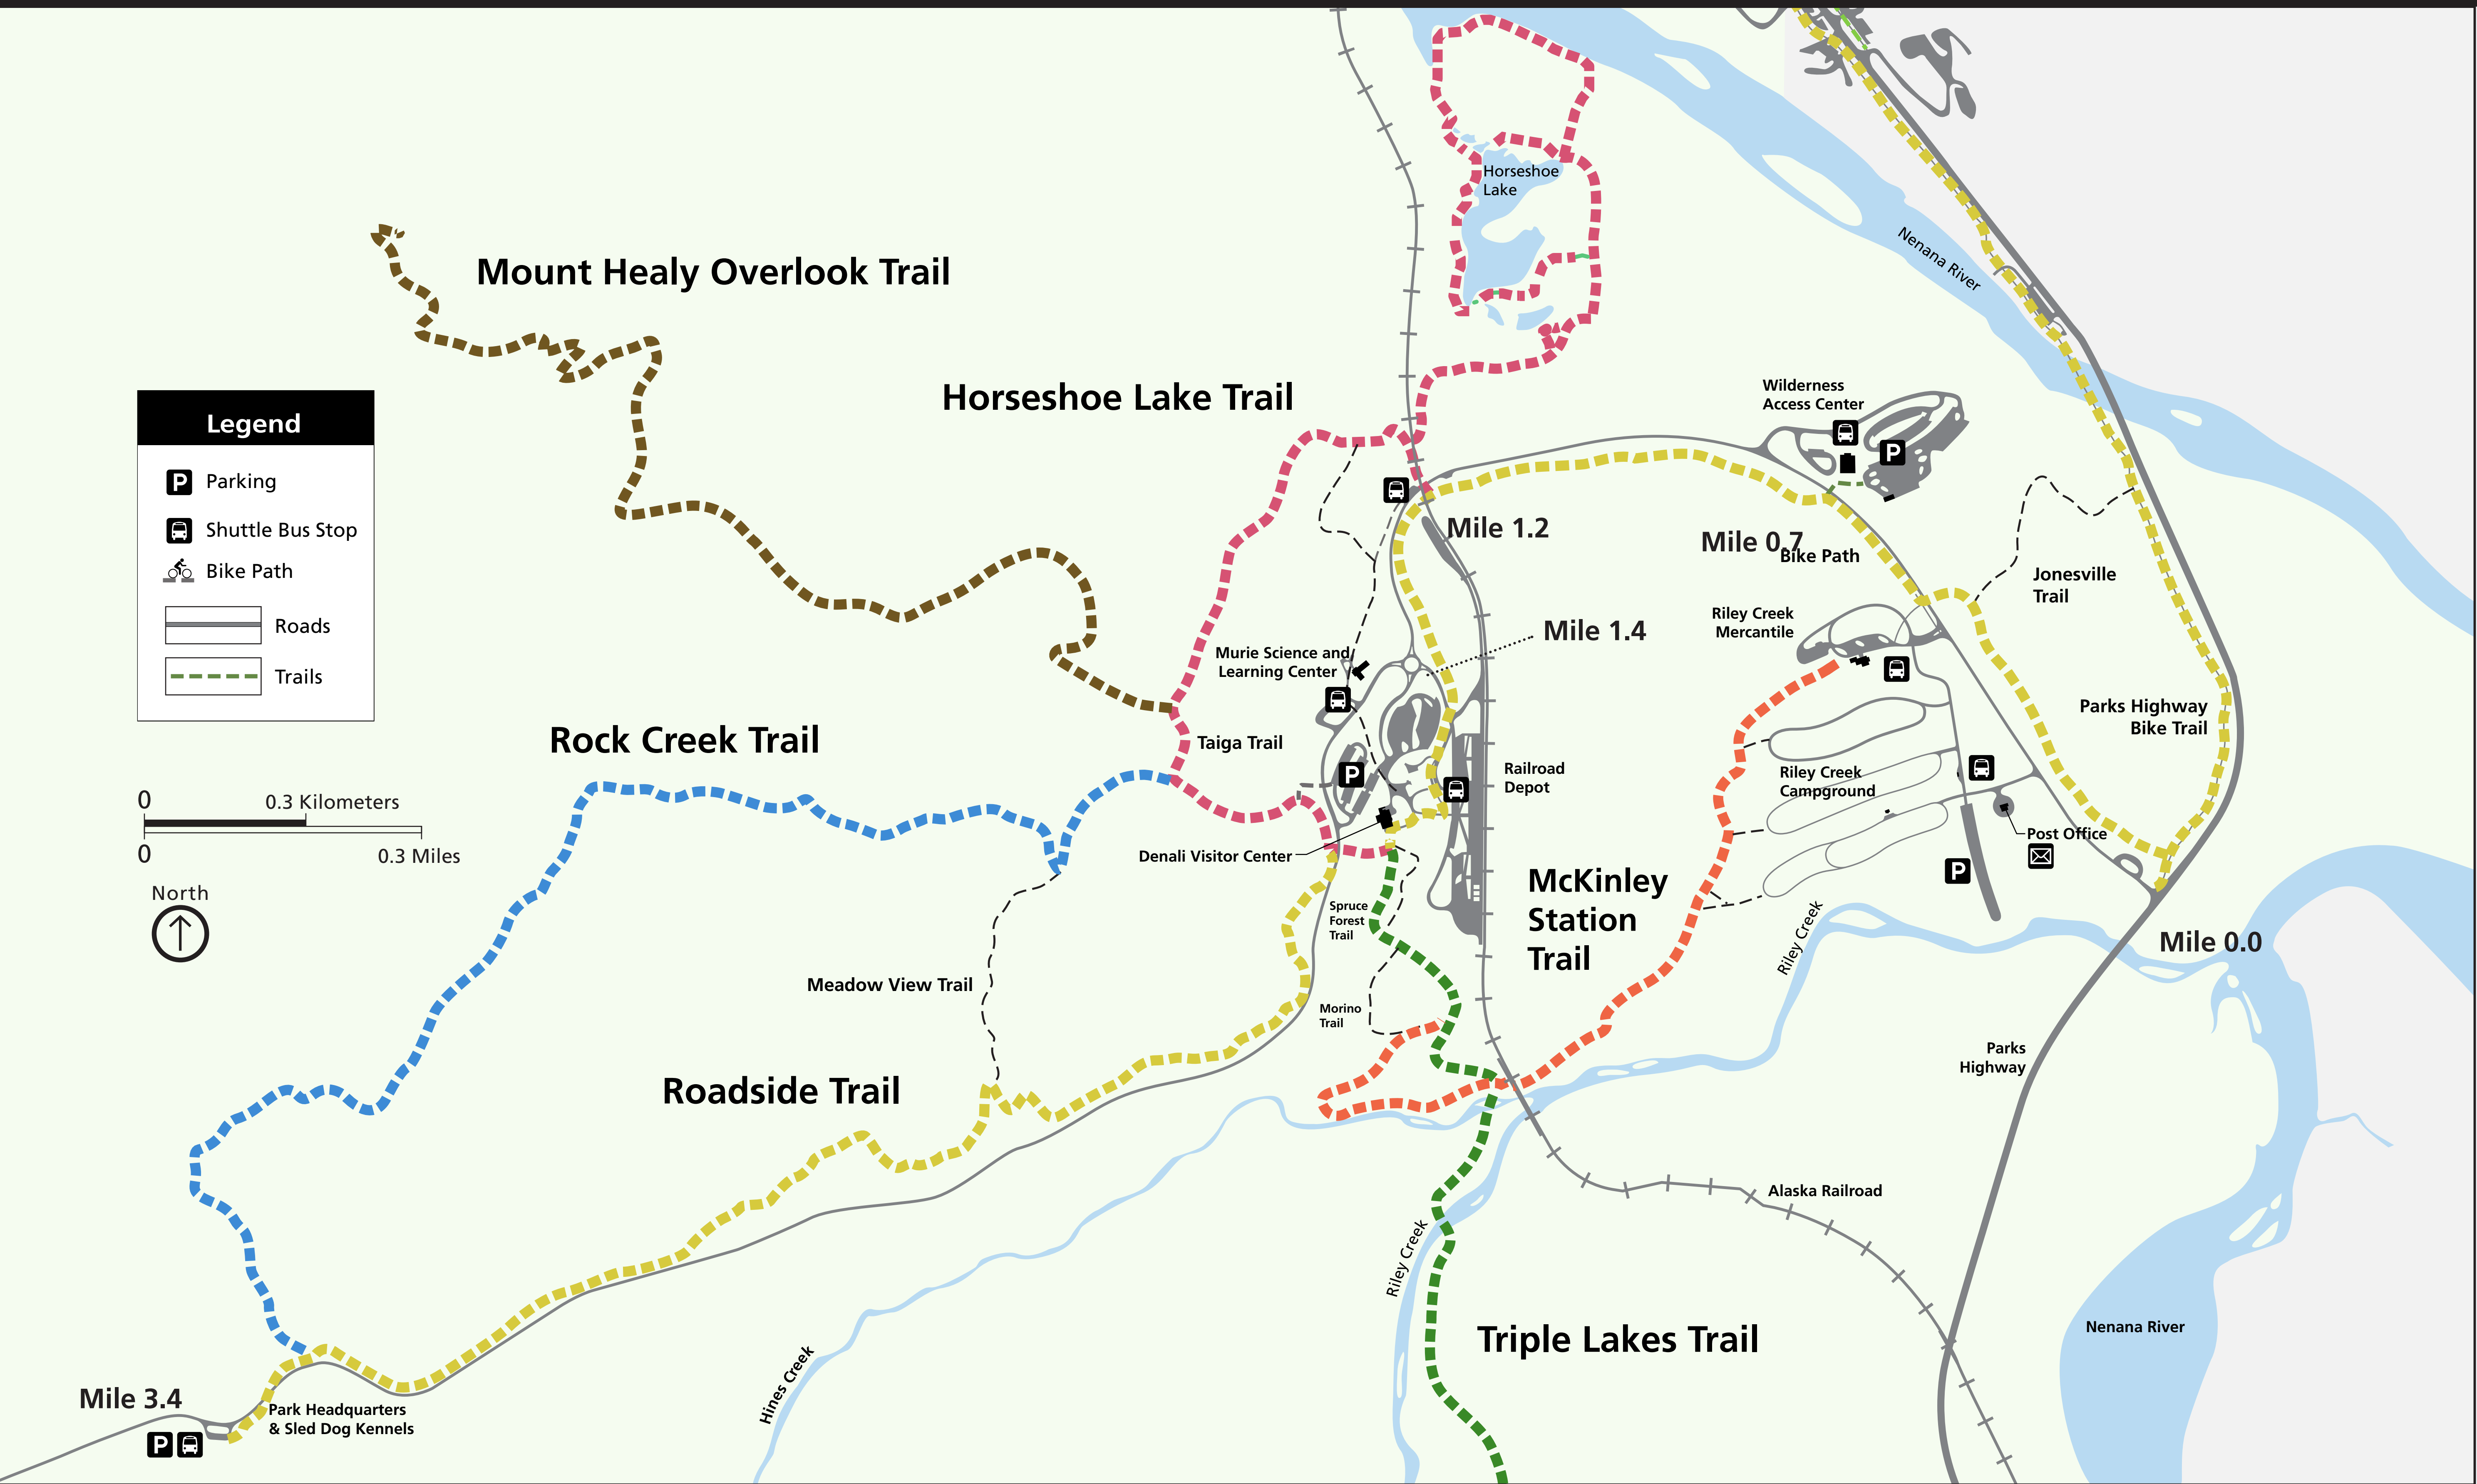 Horseshoe
Lake
Nenana River
Mount Healy Overlook Trail
Horseshoe Lake Trail
Wilderness
Access Center
P
Legend
P Parking
Shuttle Bus Stop
Bike Path
Roads
Trails
Mile 1.2
Mile 0.7
Bike Path
Jonesville
Trail
Riley Creek
Mercantile
Mile 1.4
Murie Science and
Learning Center
Parks Highway
Bike Trail
Rock Creek Trail
Taiga Trail
P
Railroad
Depot
Riley Creek
Campground
0 0.3 Kilometers
0 0.3 Miles
Post Office
P
Denali Visitor Center
North
McKinley
Station
Trail
Spruce
Forest
Trail
Riley Creek
Mile 0.0
Meadow View Trail
Morino
Trail
Parks
Highway
Roadside Trail
Alaska Railroad
Riley Creek
Triple Lakes Trail
Nenana River
Hines Creek
Mile 3.4
Park Headquarters
& Sled Dog Kennels
P